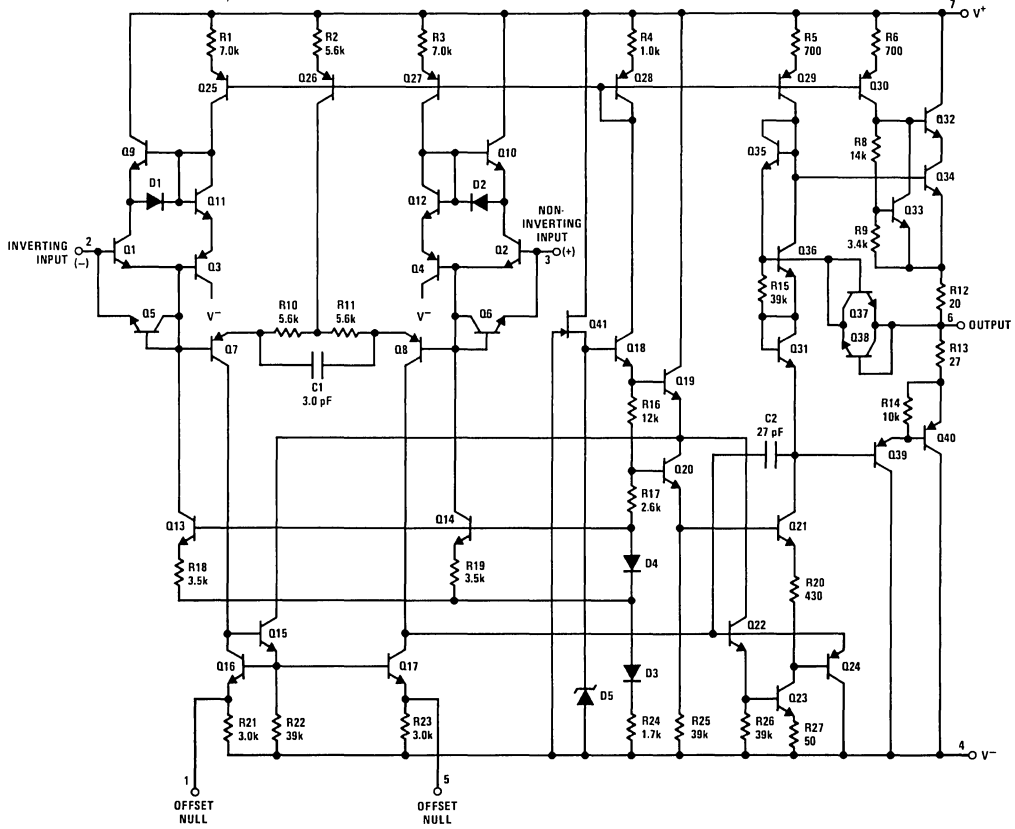 7
V+
R1
7.0k
R2
5.6k
R3
7.0k
R4
1.0k
R5
700
R6
700
Q25
Q26
Q27
Q28
Q29
Q30
Q32
Q9
Q10
Q35
R8
14k
D1
Q11
Q12
D2
Q34
NON-
INVERTING
INPUT
(+)
3
Q33
INVERTING
INPUT
(−)
2
Q1
Q3
Q4
Q2
R9
3.4k
Q36
V−
V−
R15
39k
R12
20
Q5
R10
5.6k
R11
5.6k
Q6
Q41
Q37
Q38
6
OUTPUT
Q7
Q8
Q18
Q31
R13
27
C1
3.0 pF
Q19
R14
10k
R16
12k
C2
27 pF
Q40
Q39
Q20
R17
2.6k
Q13
Q14
Q21
R18
3.5k
R19
3.5k
D4
R20
430
Q15
Q22
Q16
Q17
D3
Q24
D5
Q23
R21
3.0k
R22
39k
R23
3.0k
R24
1.7k
R25
39k
R26
39k
R27
50
4
V−
1
5
OFFSET
NULL
OFFSET
NULL